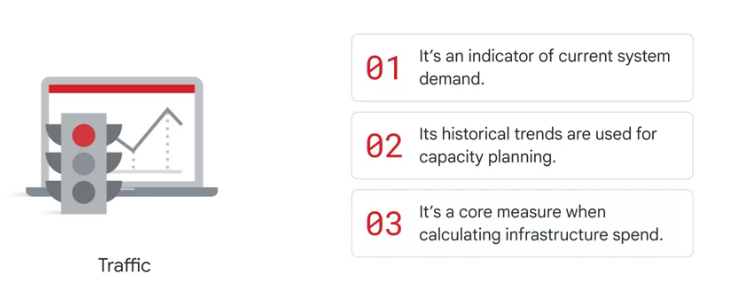 01
It's an indicator of current system
demand.
02
Its historical trends are used for
capacity planning.
03
It's a core measure when
calculating infrastructure spend.
Traffic